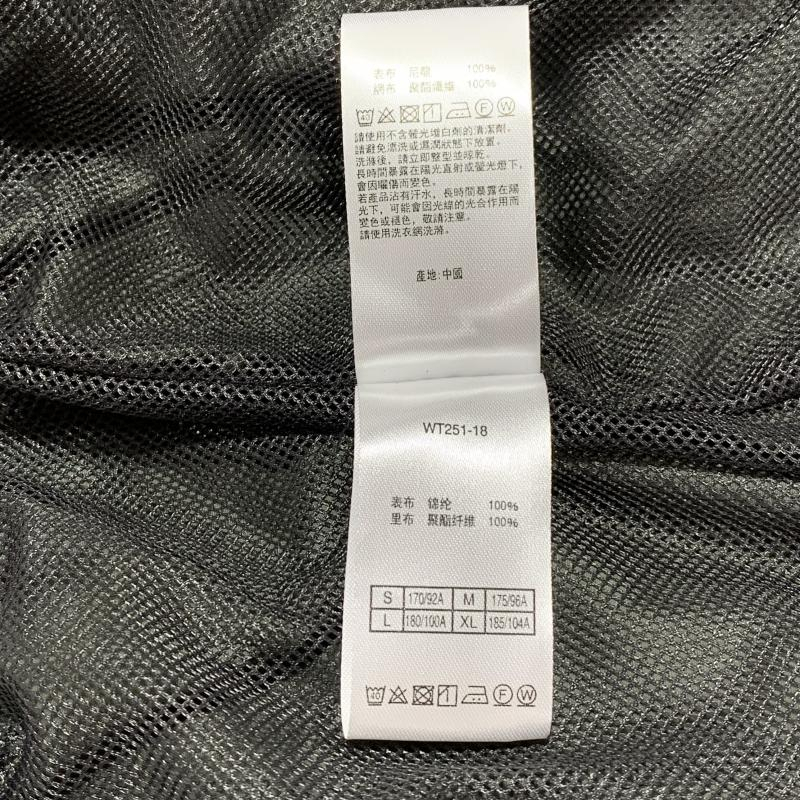 表布 尼龍 100%
網布 聚酯纖維 100%
40 F W
請使用不含螢光增白劑的清潔劑。
請避免濕洗或濕潤狀態下放置。
洗滌後，請立即整型並晾乾。
長時間暴露在陽光直射或螢光燈下，
會因曬傷而變色。
若產品沾有汗水，長時間暴露在陽
光下，可能會因光線的光合作用而
變色或褪色，敬請注意。
請使用洗衣網洗滌。
產地:中國
WT251-18
表布 锦纶 100%
里布 聚酯纤维 100%
S 170/92A M 175/96A
L 180/100A XL 185/104A
40 F W